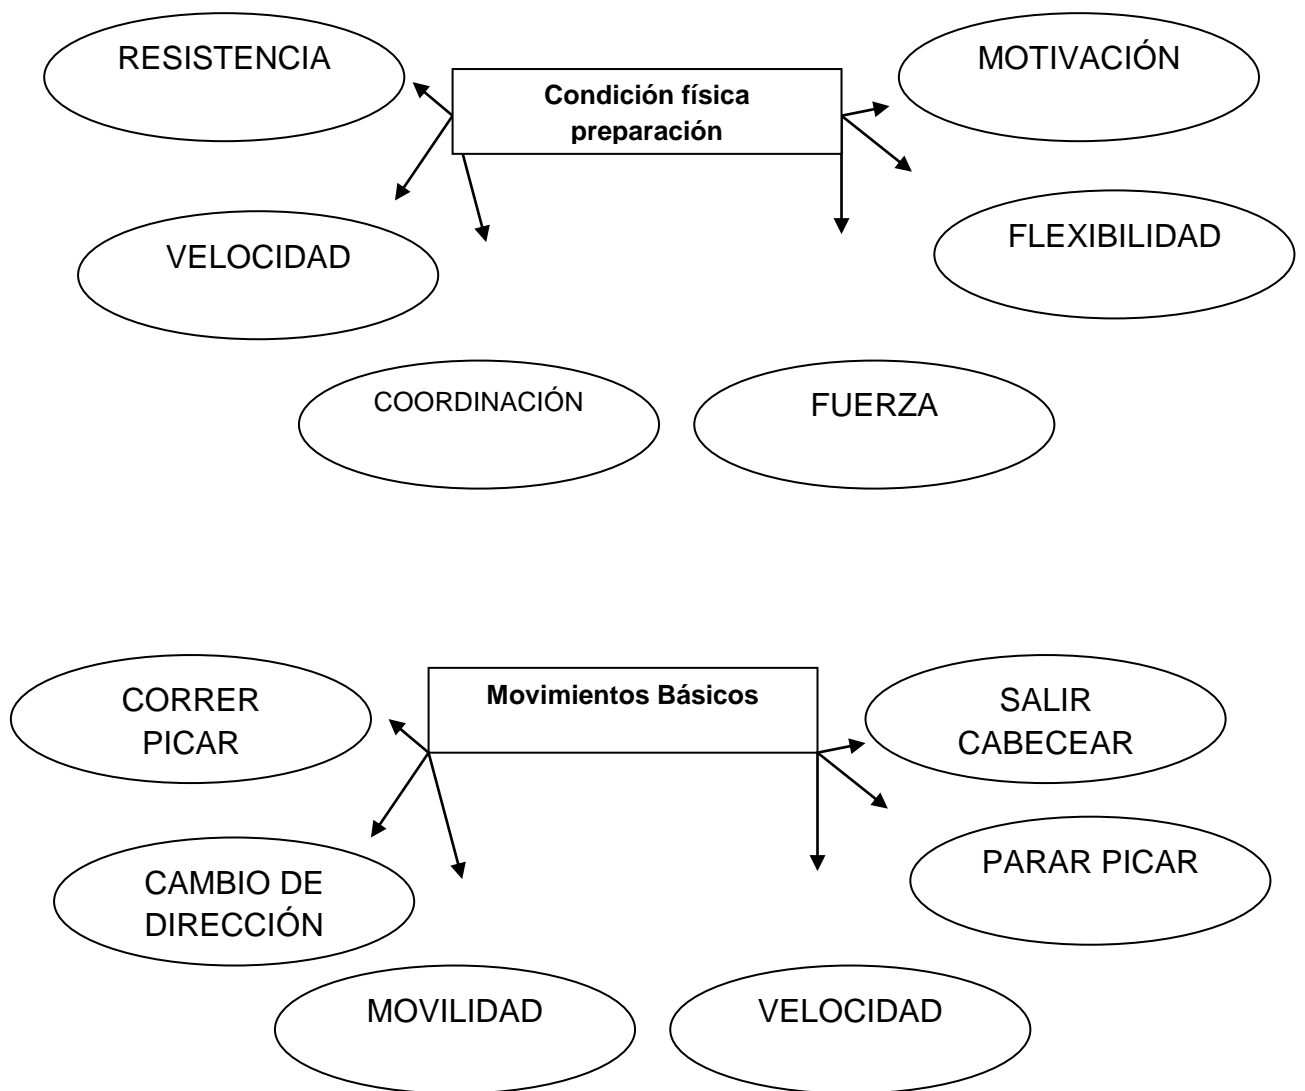 RESISTENCIA
Condición física
preparación
MOTIVACIÓN
VELOCIDAD
FLEXIBILIDAD
COORDINACIÓN
FUERZA
CORRER
PICAR
Movimientos Básicos
SALIR
CABECEAR
CAMBIO DE
DIRECCIÓN
PARAR PICAR
MOVILIDAD
VELOCIDAD